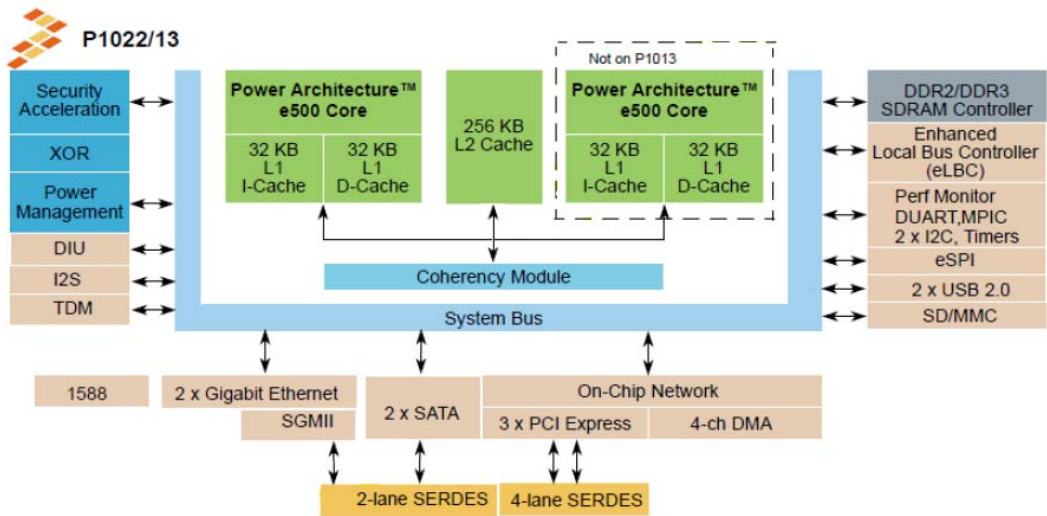 P1022/13
Not on P1013
Security
Acceleration
XOR
Power
Management
DIU
I2S
TDM
Power Architecture™
e500 Core
32 KB
L1
I-Cache
32 KB
L1
D-Cache
256 KB
L2 Cache
Power Architecture™
e500 Core
32 KB
L1
I-Cache
32 KB
L1
D-Cache
Coherency Module
System Bus
DDR2/DDR3
SDRAM Controller
Enhanced
Local Bus Controller
(eLBC)
Perf Monitor
DUART,MPIC
2 x I2C, Timers
eSPI
2 x USB 2.0
SD/MMC
1588
2 x Gigabit Ethernet
SGMII
2 x SATA
On-Chip Network
3 x PCI Express
4-ch DMA
2-lane SERDES
4-lane SERDES